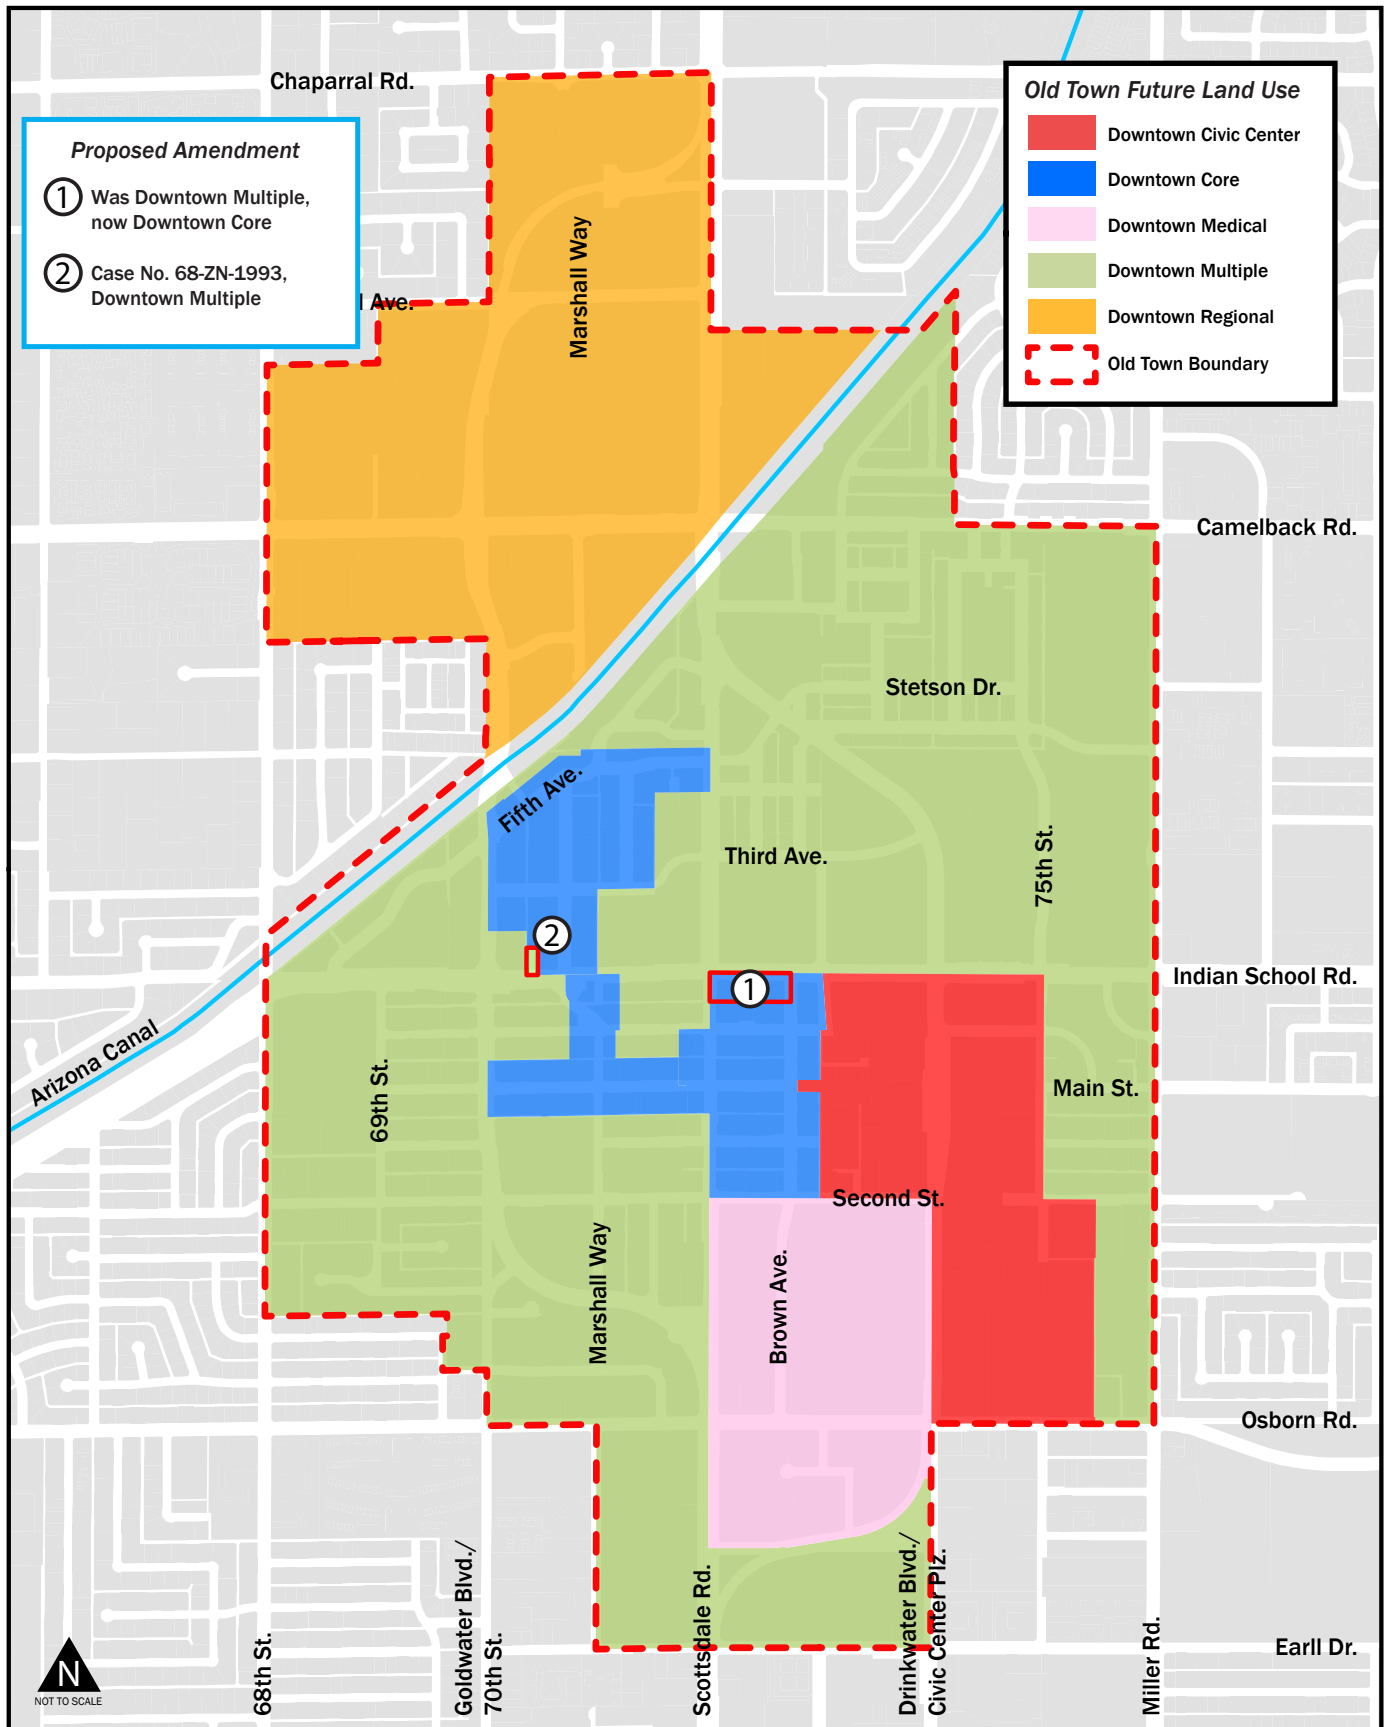 Chaparral Rd.
Proposed Amendment
1 Was Downtown Multiple,
now Downtown Core
2 Case No. 68-ZN-1993,
Downtown Multiple
Ave.
Old Town Future Land Use
Downtown Civic Center
Downtown Core
Downtown Medical
Downtown Multiple
Downtown Regional
Old Town Boundary
Marshall Way
Camelback Rd.
Stetson Dr.
Fifth Ave.
Third Ave.
75th St.
2
1
Indian School Rd.
Arizona Canal
69th St.
Main St.
Second St.
Marshall Way
Brown Ave.
Osborn Rd.
N
NOT TO SCALE
68th St.
Goldwater Blvd./
70th St.
Scottsdale Rd.
Drinkwater Blvd./
Civic Center Plz.
Miller Rd.
Earll Dr.